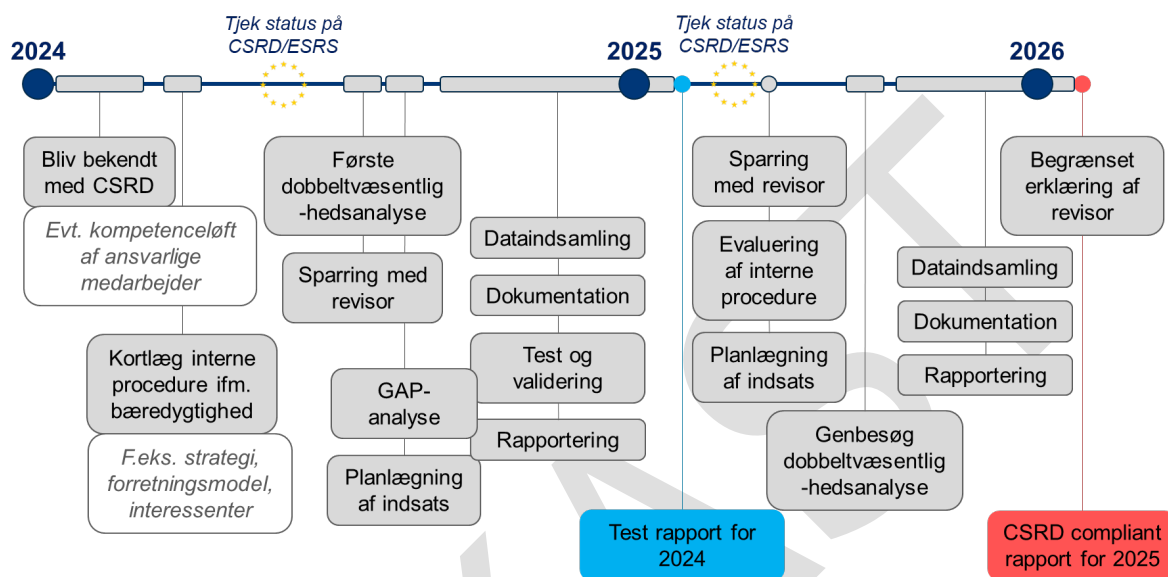 Tjek status på
CSRD/ESRS
Tjek status på
CSRD/ESRS
2024
2025
2026
Bliv bekendt
med CSRD
Evt. kompetenceløft
af ansvarlige
medarbejder
Kortlæg interne
procedure ifm.
bæredygtighed
F.eks. strategi,
forretningsmodel,
interessenter
Første
dobbeltvæsentlig
-hedsanalyse
Sparring med
revisor
GAP-
analyse
Planlægning
af indsats
Dataindsamling
Dokumentation
Test og
validering
Rapportering
Test rapport for
2024
Sparring
med revisor
Evaluering
af interne
procedure
Planlægning
af indsats
Genbesøg
dobbeltvæsentlig
-hedsanalyse
Dataindsamling
Dokumentation
Rapportering
Begrænset
erklæring af
revisor
CSRD compliant
rapport for 2025